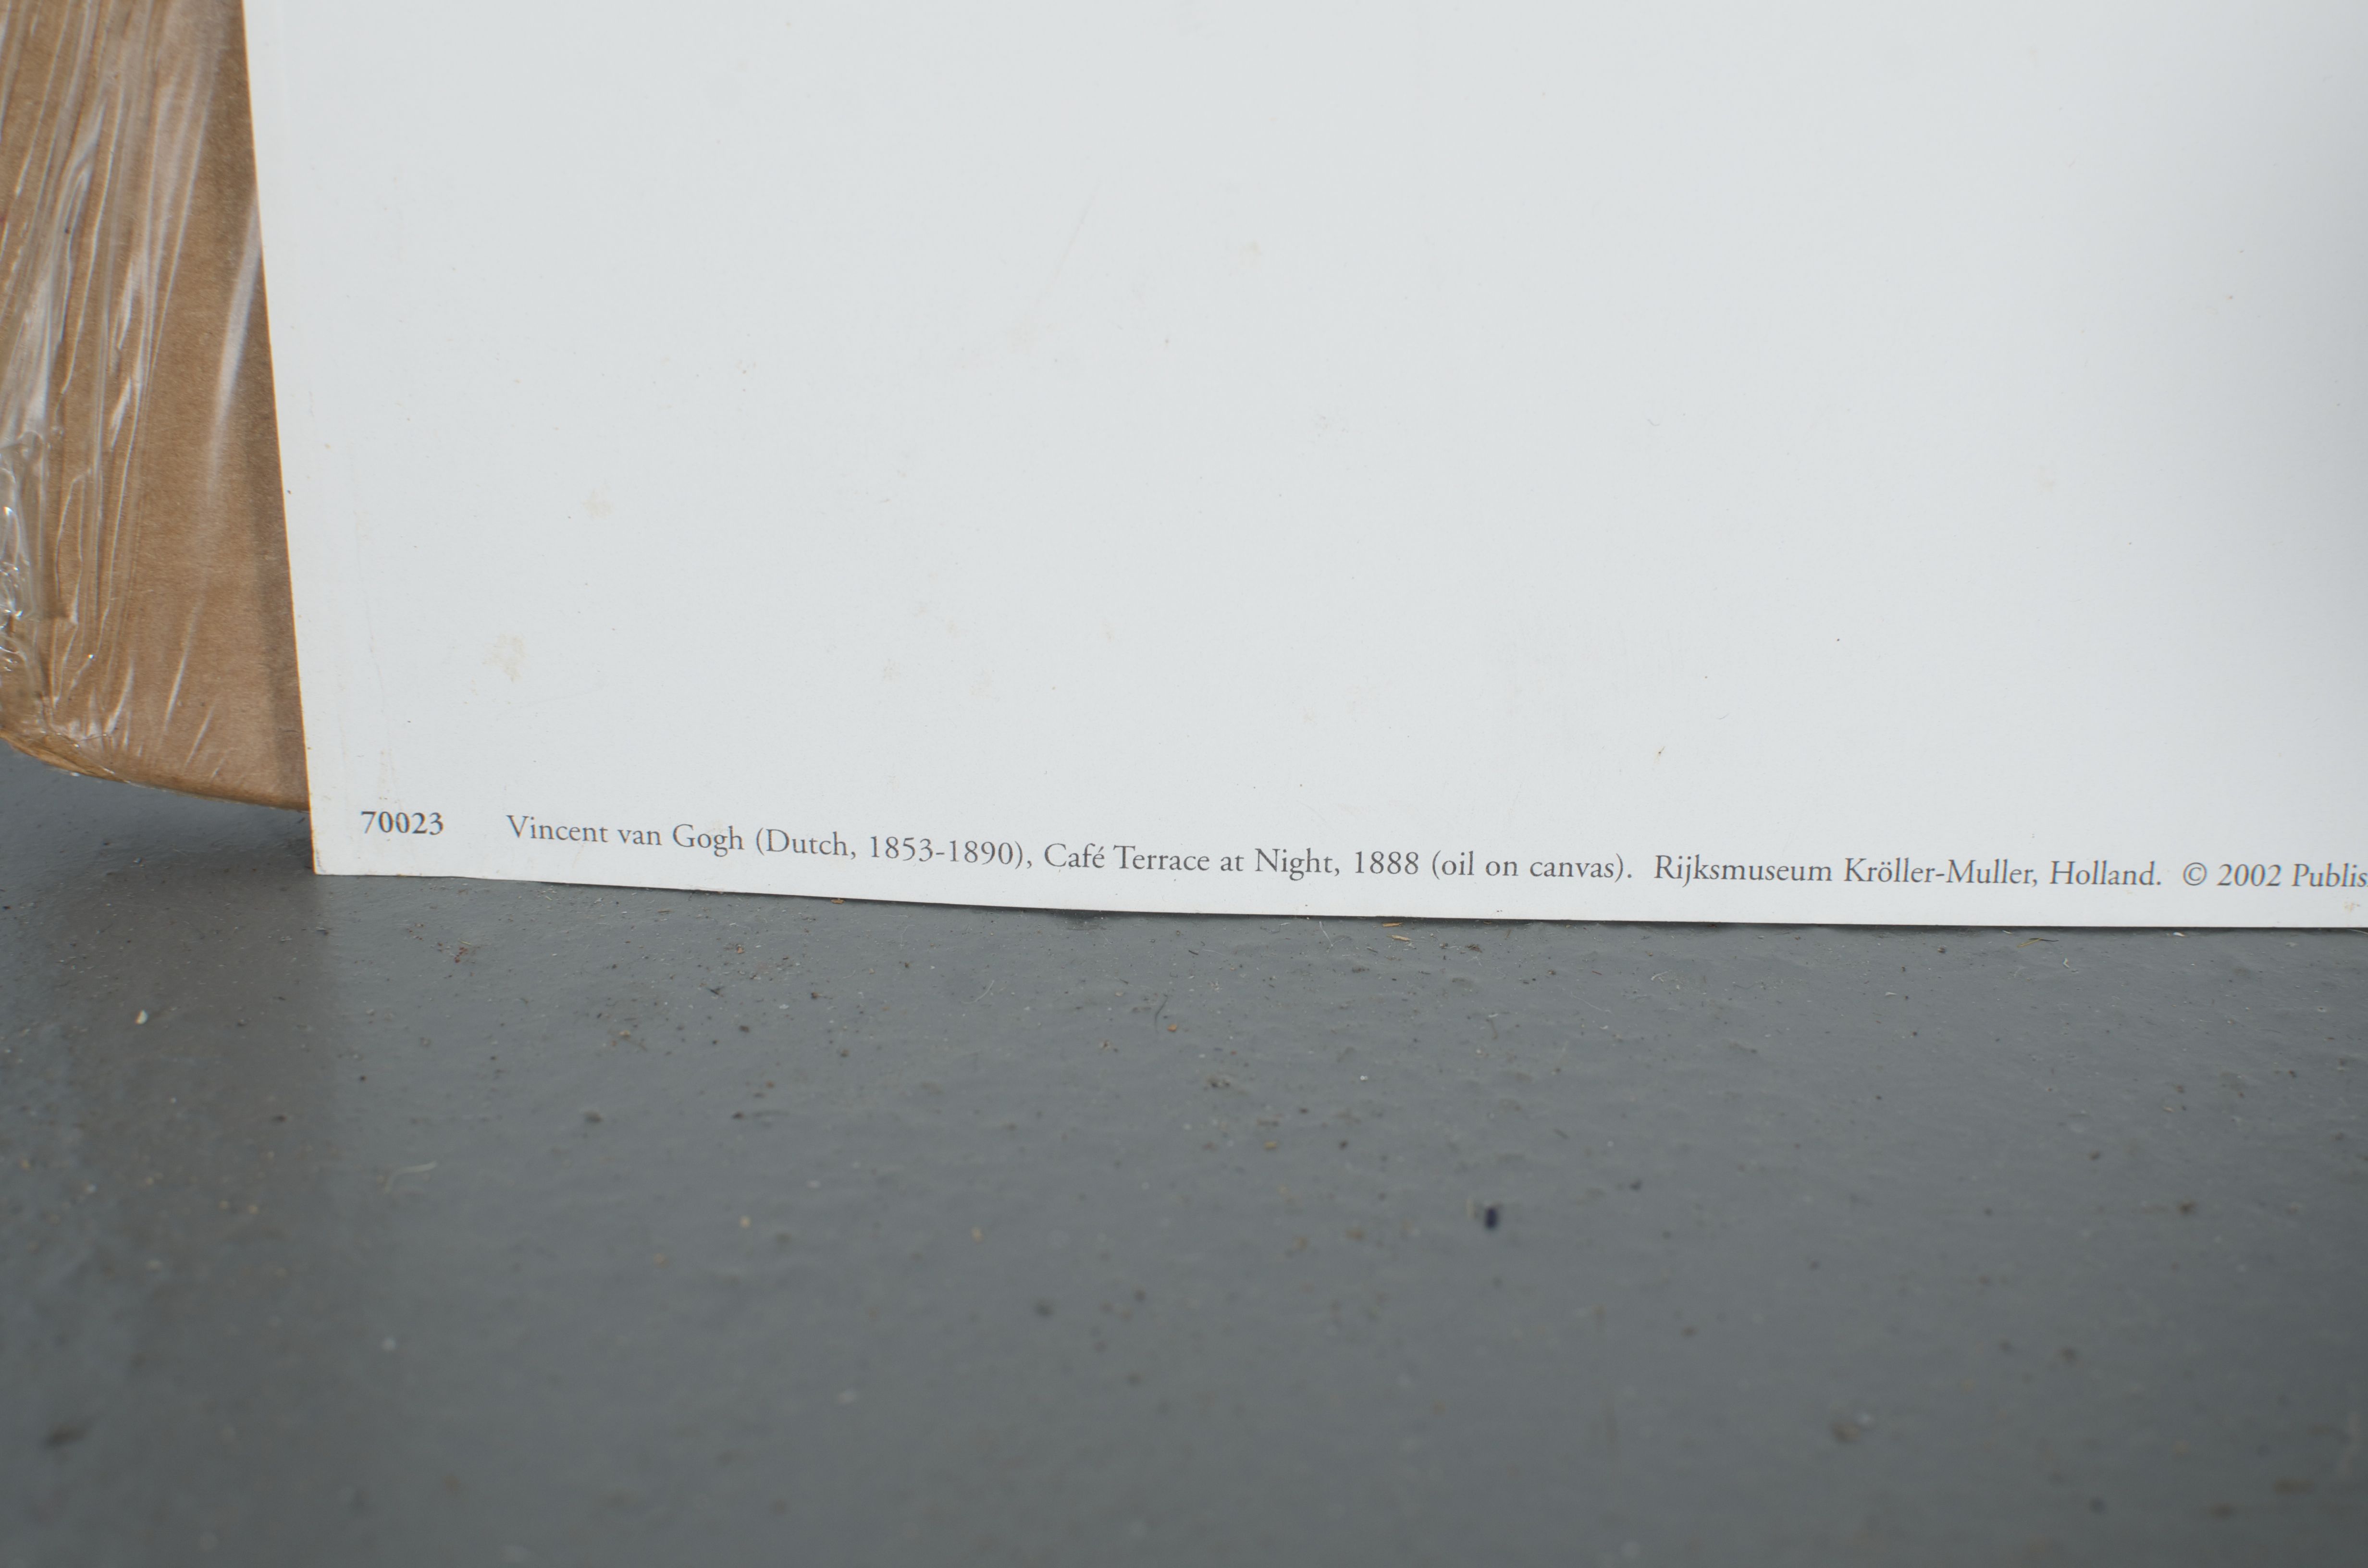 70023 Vincent van Gogh (Dutch, 1853-1890), Café Terrace at Night, 1888 (oil on canvas). Rijksmuseum Kröller-Muller, Holland. © 2002 Publis